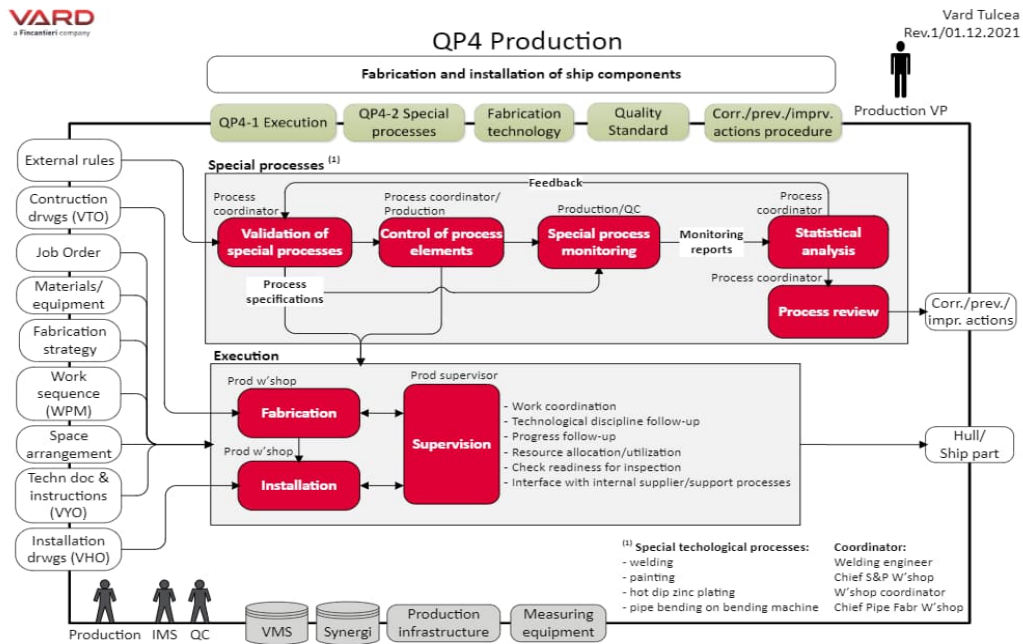 VARD
a Fincantieri company
Vard Tulcea
Rev.1/01.12.2021
QP4 Production
Fabrication and installation of ship components
Production VP
QP4-1 Execution
QP4-2 Special
processes
Fabrication
technology
Quality
Standard
Corr./prev./imprv.
actions procedure
External rules
Contruction
drwgs (VTO)
Job Order
Materials/
equipment
Fabrication
strategy
Work
sequence
(WPM)
Space
arrangement
Techn doc &
instructions
(VYO)
Installation
drwgs (VHO)
Special processes (1)
Feedback
Process
coordinator
Validation of
special processes
Process coordinator/
Production
Control of process
elements
Production/QC
Special process
monitoring
Monitoring
reports
Process
coordinator
Statistical
analysis
Process
specifications
Process coordinator
Process review
Corr./prev./
impr. actions
Execution
Prod w'shop
Fabrication
Prod w'shop
Installation
Prod supervisor
Supervision
- Work coordination
- Technological discipline follow-up
- Progress follow-up
- Resource allocation/utilization
- Check readiness for inspection
- Interface with internal supplier/support processes
Hull/
Ship part
(1) Special techological processes: Coordinator:
- welding Welding engineer
- painting Chief S&P W'shop
- hot dip zinc plating W'shop coordinator
- pipe bending on bending machine Chief Pipe Fabr W'shop
Production
IMS
QC
VMS
Synergi
Production
infrastructure
Measuring
equipment